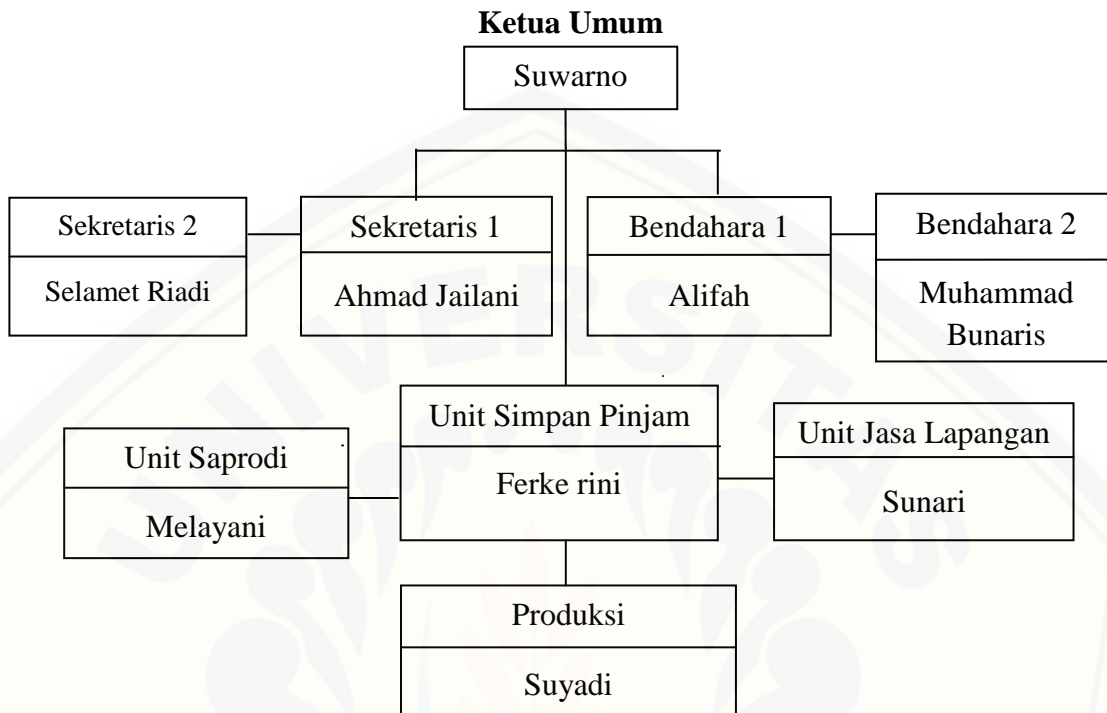 Ketua Umum
Suwarno
Sekretaris 2
Selamet Riadi
Sekretaris 1
Ahmad Jailani
Bendahara 1
Alifah
Bendahara 2
Muhammad
Bunaris
Unit Saprodi
Melayani
Unit Simpan Pinjam
Ferke rini
Unit Jasa Lapangan
Sunari
Produksi
Suyadi
UNIVERSITAS